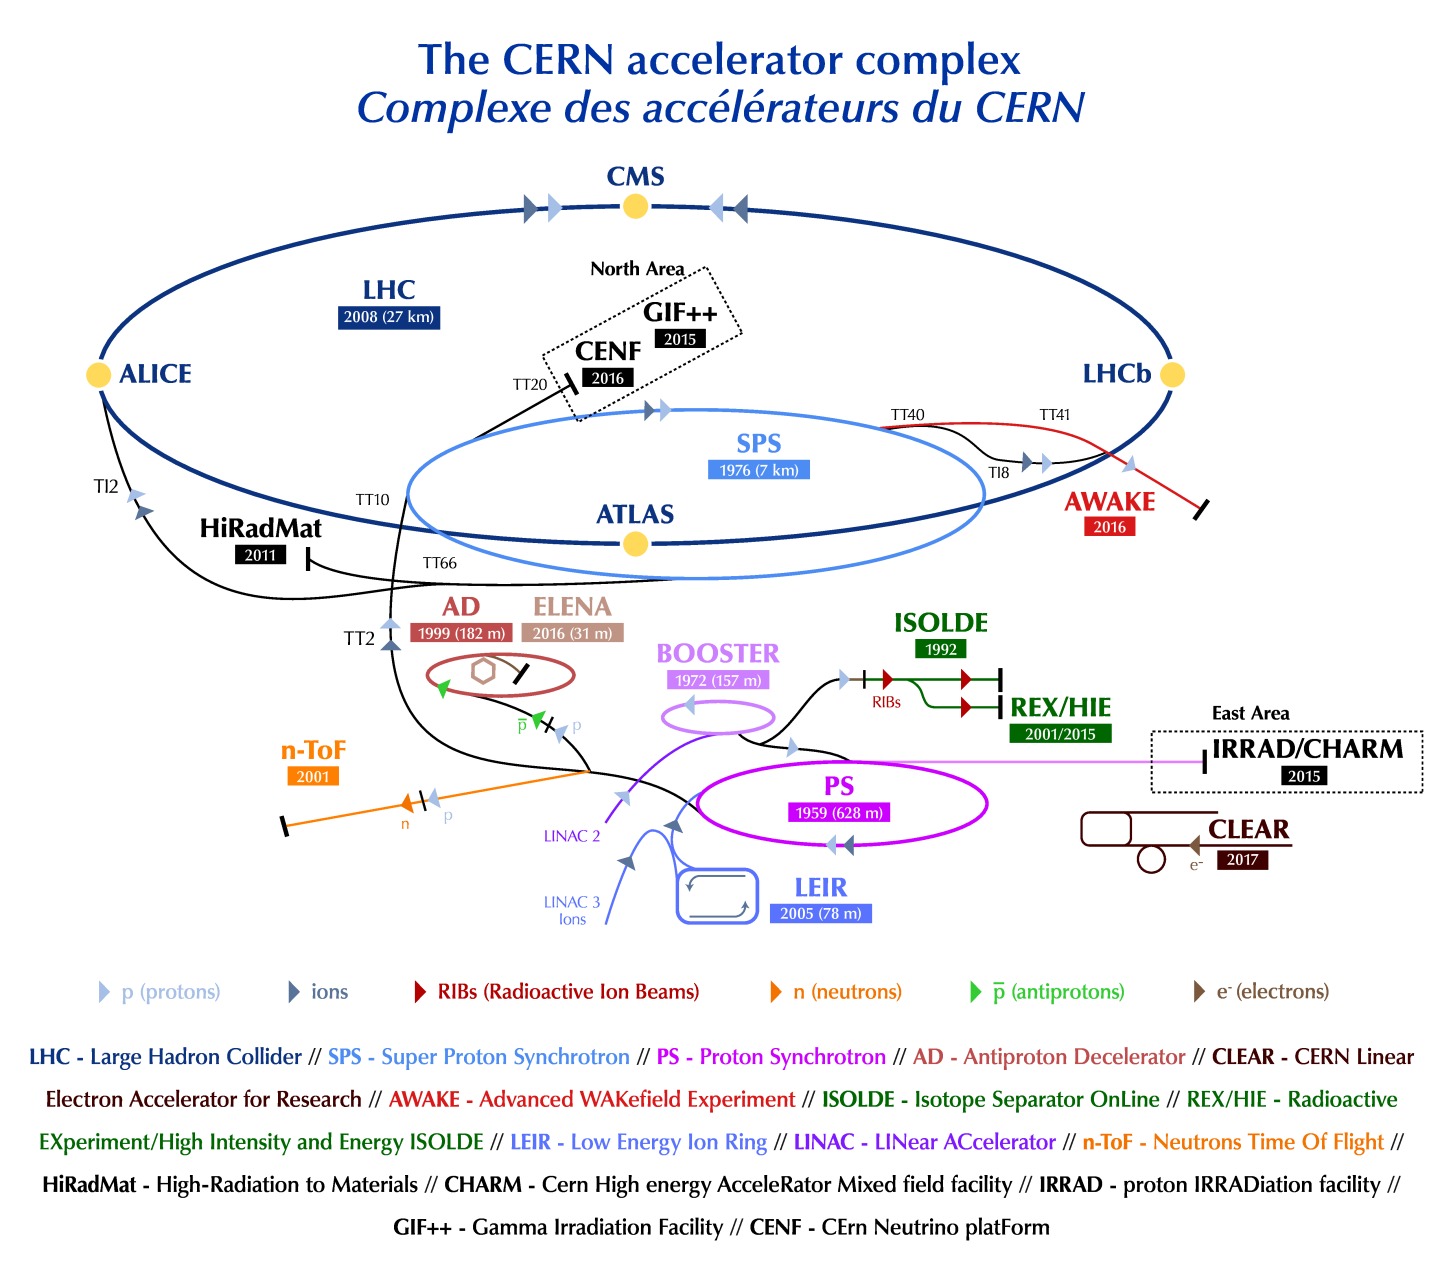 The CERN accelerator complex
Complexe des accélérateurs du CERN
CMS
North Area
LHC
2008 (27 km)
GIF++
2015
CENF
2016
TT20
ALICE
LHCb
TT40
TT41
SPS
1976 (7 km)
TI8
TI2
TT10
AWAKE
2016
ATLAS
HiRadMat
2011
TT66
AD
1999 (182 m)
ELENA
2016 (31 m)
TT2
ISOLDE
1992
BOOSTER
1972 (157 m)
RIBs
REX/HIE
2001/2015
East Area
p̅
p
IRRAD/CHARM
2015
n-ToF
2001
PS
1959 (628 m)
n
p
LINAC 2
CLEAR
2017
e-
LEIR
2005 (78 m)
LINAC 3
Ions
p (protons)
ions
RIBs (Radioactive Ion Beams)
n (neutrons)
p̅ (antiprotons)
e- (electrons)
LHC - Large Hadron Collider // SPS - Super Proton Synchrotron // PS - Proton Synchrotron // AD - Antiproton Decelerator // CLEAR - CERN Linear
Electron Accelerator for Research // AWAKE - Advanced WAKefield Experiment // ISOLDE - Isotope Separator OnLine // REX/HIE - Radioactive
EXperiment/High Intensity and Energy ISOLDE // LEIR - Low Energy Ion Ring // LINAC - LINear ACcelerator // n-ToF - Neutrons Time Of Flight //
HiRadMat - High-Radiation to Materials // CHARM - Cern High energy AcceleRator Mixed field facility // IRRAD - proton IRRADiation facility //
GIF++ - Gamma Irradiation Facility // CENF - CErn Neutrino platForm